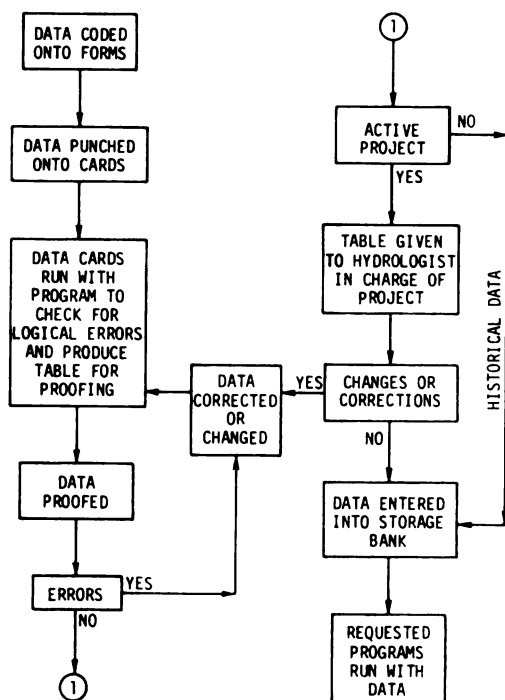 DATA CODED
ONTO FORMS
DATA PUNCHED
ONTO CARDS
DATA CARDS
RUN WITH
PROGRAM TO
CHECK FOR
LOGICAL ERRORS
AND PRODUCE
TABLE FOR
PROOFING
DATA
PROOFED
ERRORS
YES
NO
1
DATA
CORRECTED
OR
CHANGED
1
ACTIVE
PROJECT
NO
YES
TABLE GIVEN
TO HYDROLOGIST
IN CHARGE OF
PROJECT
CHANGES OR
CORRECTIONS
YES
NO
HISTORICAL DATA
DATA ENTERED
INTO STORAGE
BANK
REQUESTED
PROGRAMS
RUN WITH
DATA